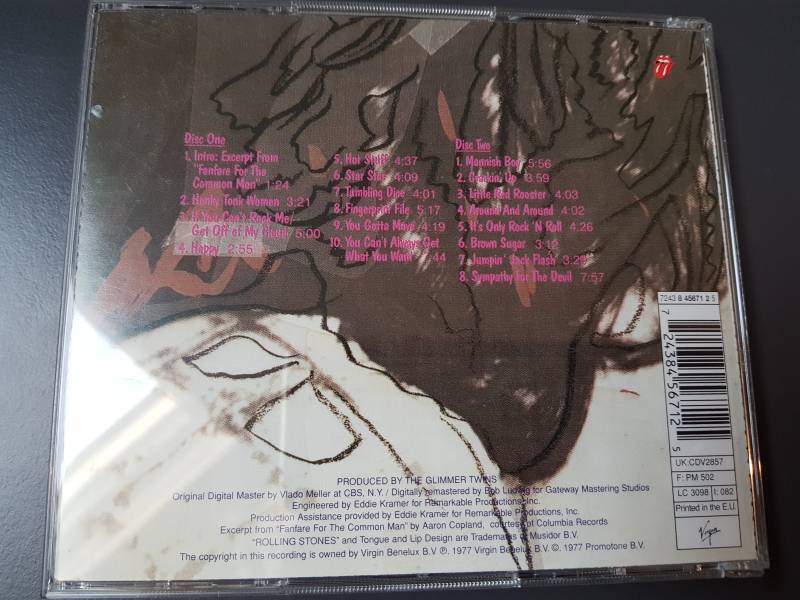 Disc One
1. Intro: Excerpt From
"Fanfare For The
Common Man" 1:24
2. Honky Tonk Women 3:21
3. If You Can't Rock Me/
Get Off of My Cloud 5:00
4. Happy 2:55
5. Hot Stuff 4:37
6. Star Star 4:09
7. Tumbling Dice 4:01
8. Fingerprint File 5:17
9. You Gotta Move 4:19
10. You Can't Always Get
What You Want :44
Disc Two
1. Mannish Boy 5:56
2. Crackin' Up 3:59
3. Little Red Rooster 4:03
4. Around And Around 4:02
5. It's Only Rock 'N Roll 4:26
6. Brown Sugar 3:12
7. Jumpin' Jack Flash
8. Sympathy For The Devil 7:57
7243 8 45671 2 5
7 24384 56712 5
UK:CDV2857
F: PM 502
LC 3098 I: 082
Printed in the E.U.
Virgin
PRODUCED BY THE GLIMMER TWINS
Original Digital Master by Vlado Meller at CBS, N.Y. / Digitally remastered by Bob Ludwig for Gateway Mastering Studios
Engineered by Eddie Kramer for Remarkable Productions, Inc.
Production Assistance provided by Eddie Kramer for Remarkable Productions, Inc.
Excerpt from "Fanfare For The Common Man" by Aaron Copland, courtesy of Columbia Records
"ROLLING STONES" and Tongue and Lip Design are Trademarks of Musidor B.V.
The copyright in this recording is owned by Virgin Benelux B.V ℗. 1977 Virgin Benelux B.V. ©. 1977 Promotone B.V.